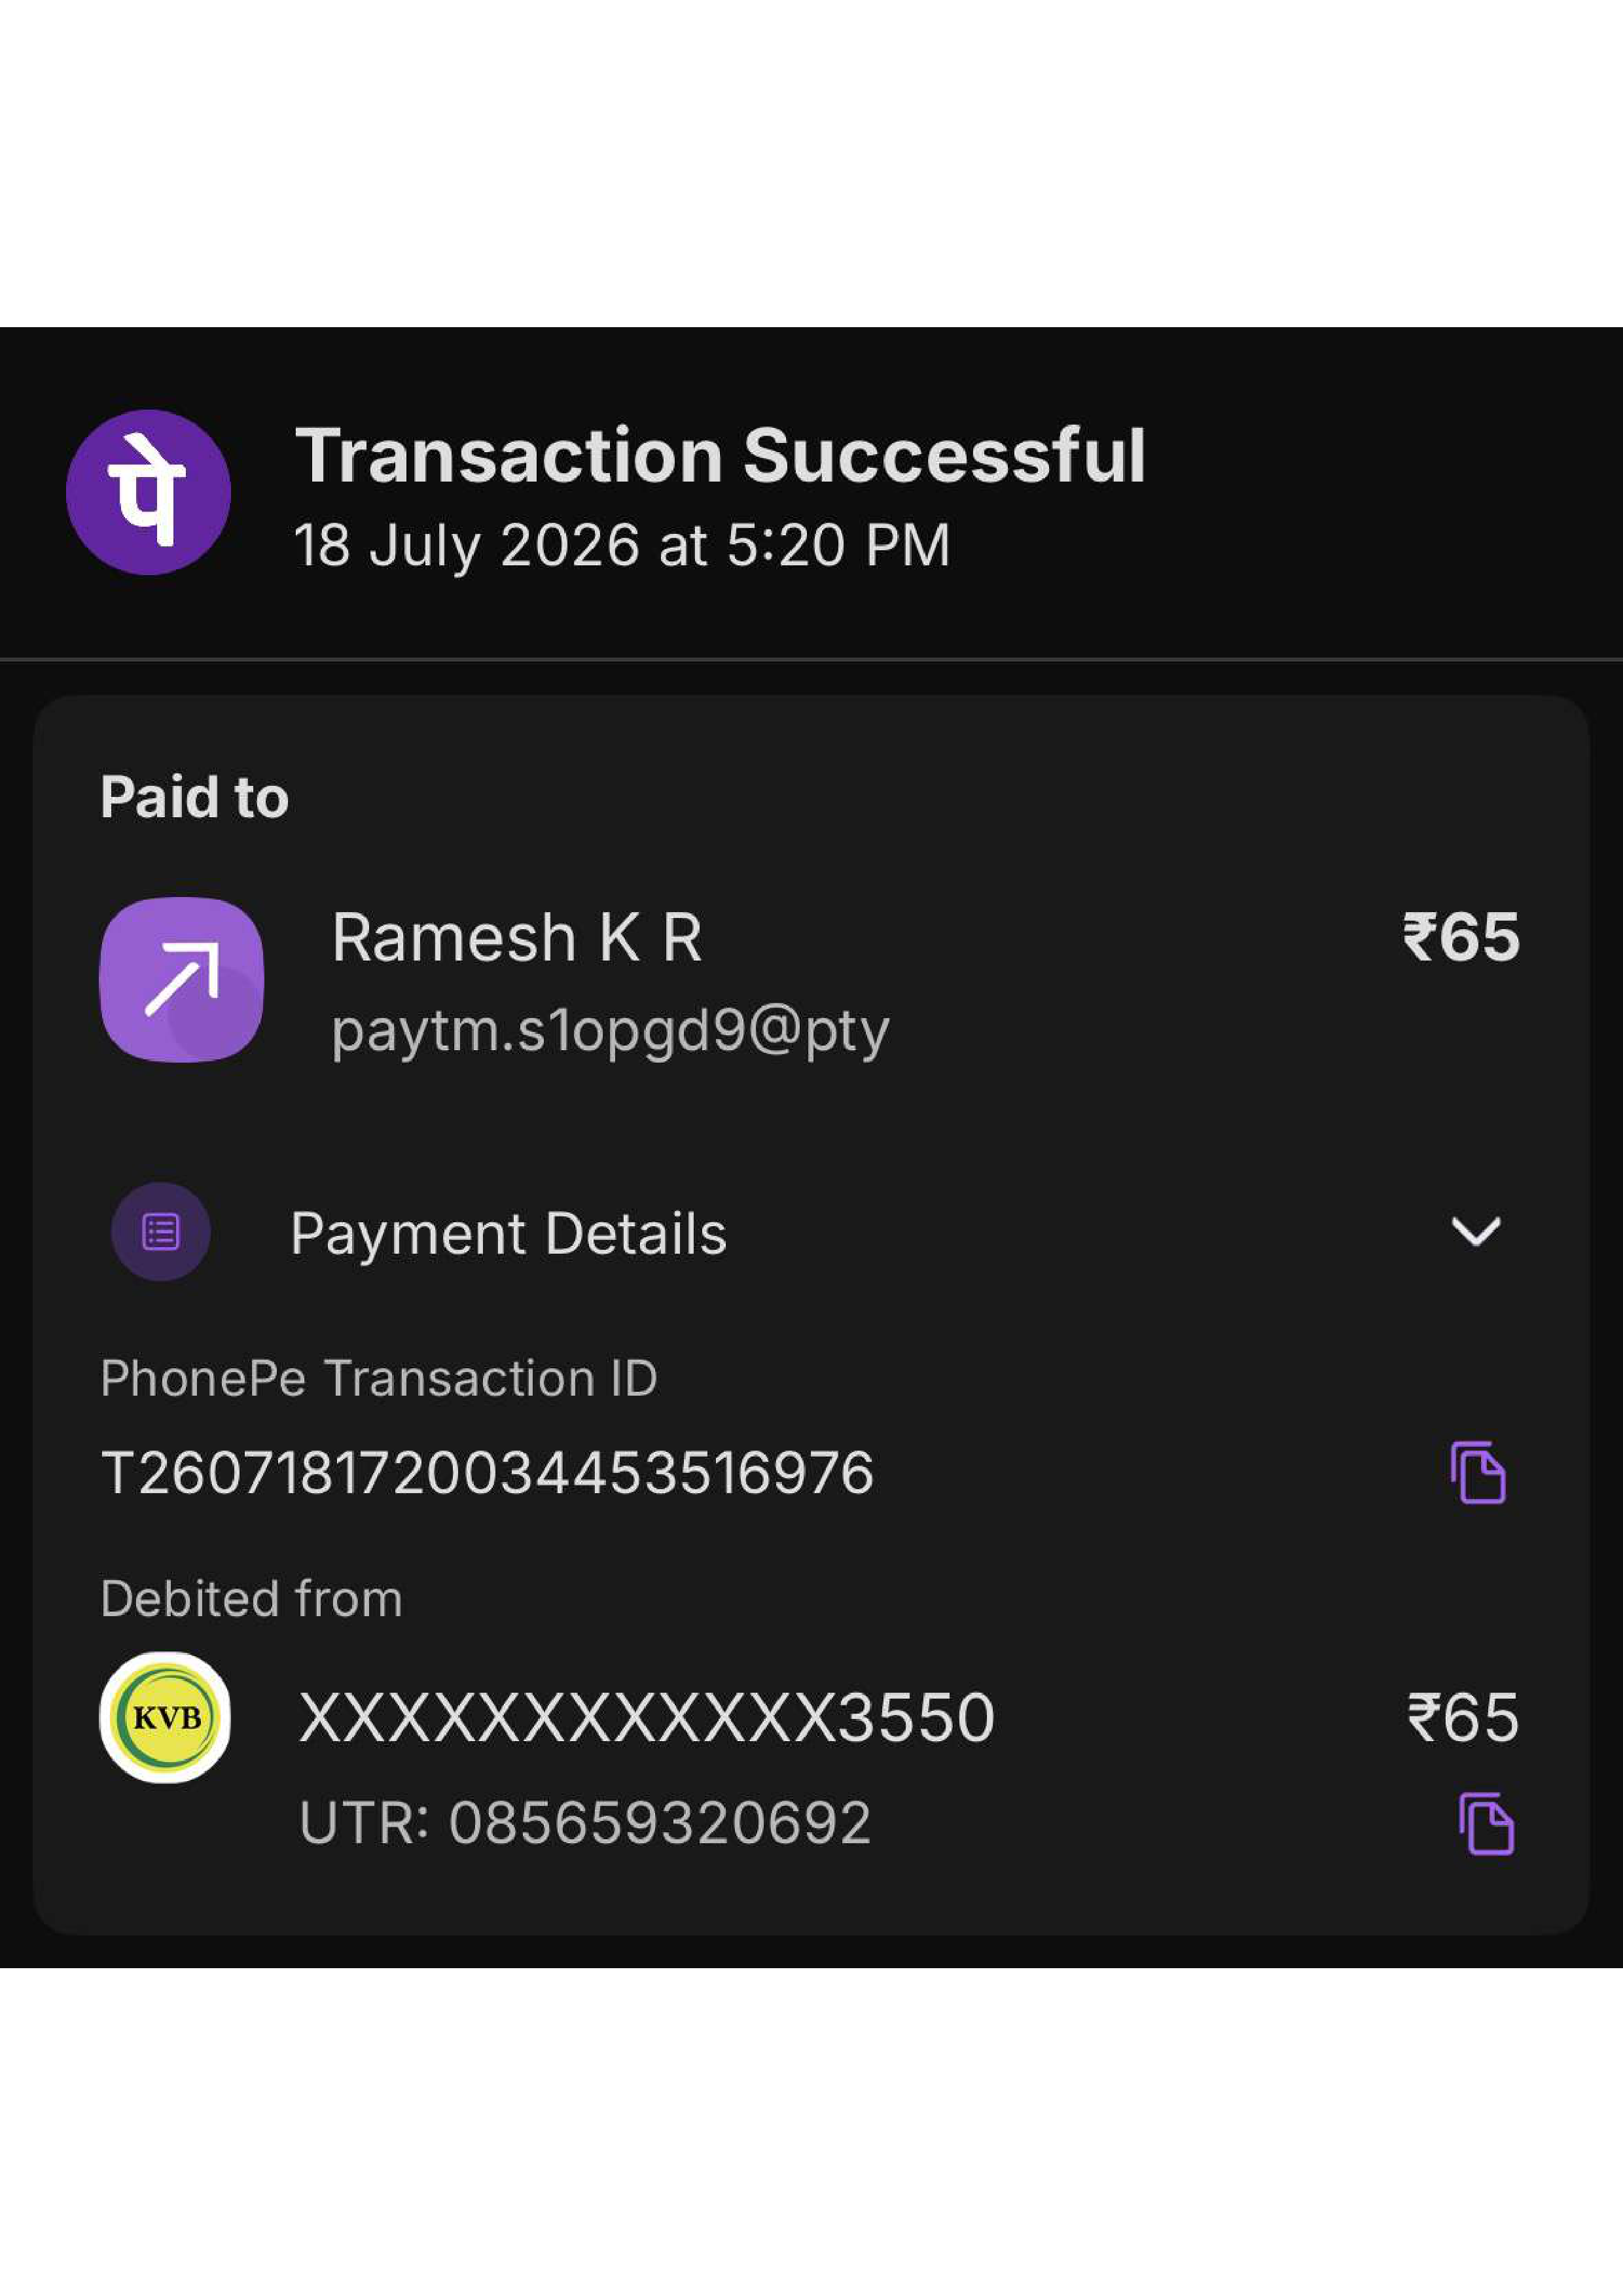 पे
Transaction Successful
18 July 2026 at 5:20 PM
Paid to
Ramesh K R ₹65
paytm.s1opgd9@pty
Payment Details
PhonePe Transaction ID
T2607181720034453516976
Debited from
KVB XXXXXXXXXXXX3550 ₹65
UTR: 085659320692